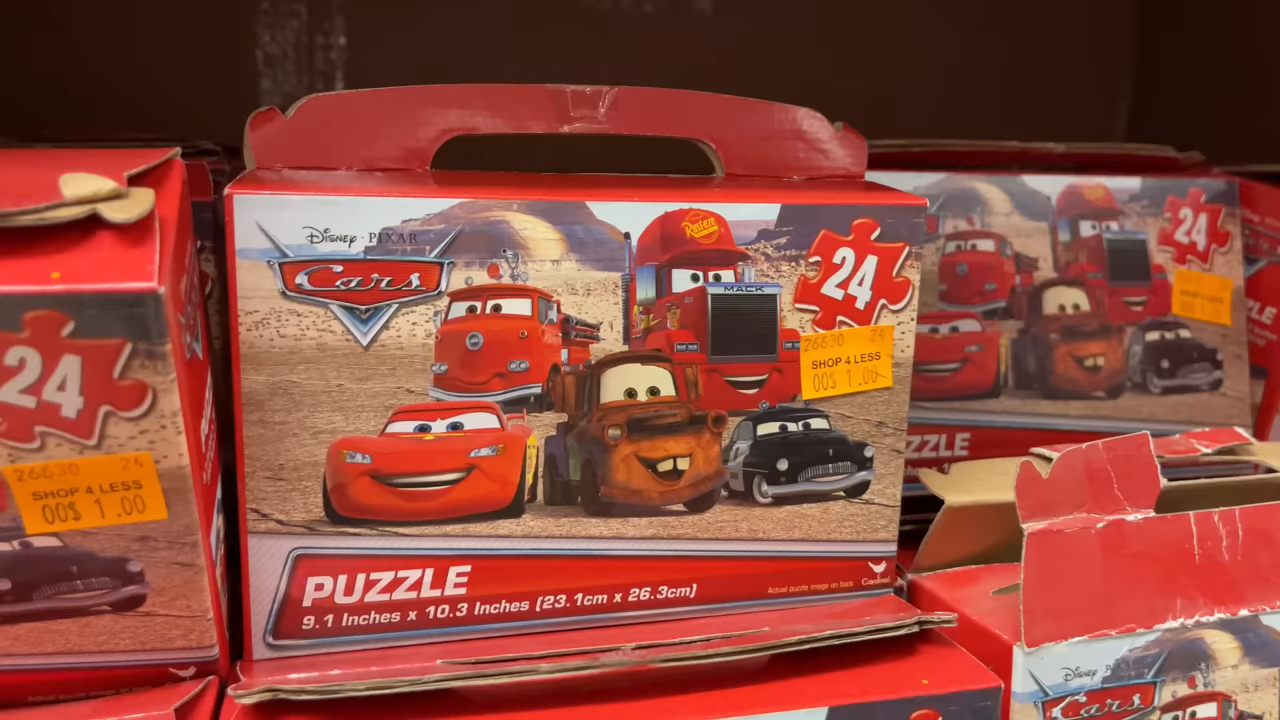 DISNEY · PIXAR
Cars
Rusteze
MACK
24
26630 24
SHOP 4 LESS
00$ 1.00
PUZZLE
9.1 Inches x 10.3 Inches (23.1cm x 26.3cm)
Actual puzzle image on back
Cardinal
24
26630 24
SHOP 4 LESS
00$ 1.00
24
ZZLE
DISNEY
Cars